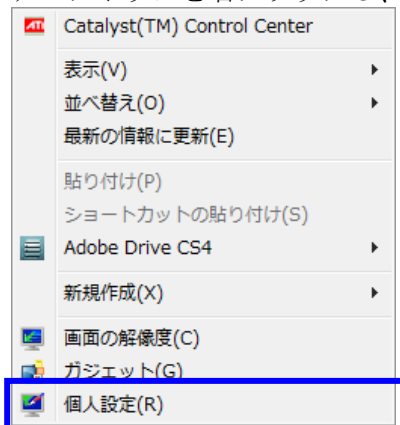 ATI Catalyst(TM) Control Center
表示(V)
並べ替え(O)
最新の情報に更新(E)
貼り付け(P)
ショートカットの貼り付け(S)
Adobe Drive CS4
新規作成(X)
画面の解像度(C)
ガジェット(G)
個人設定(R)